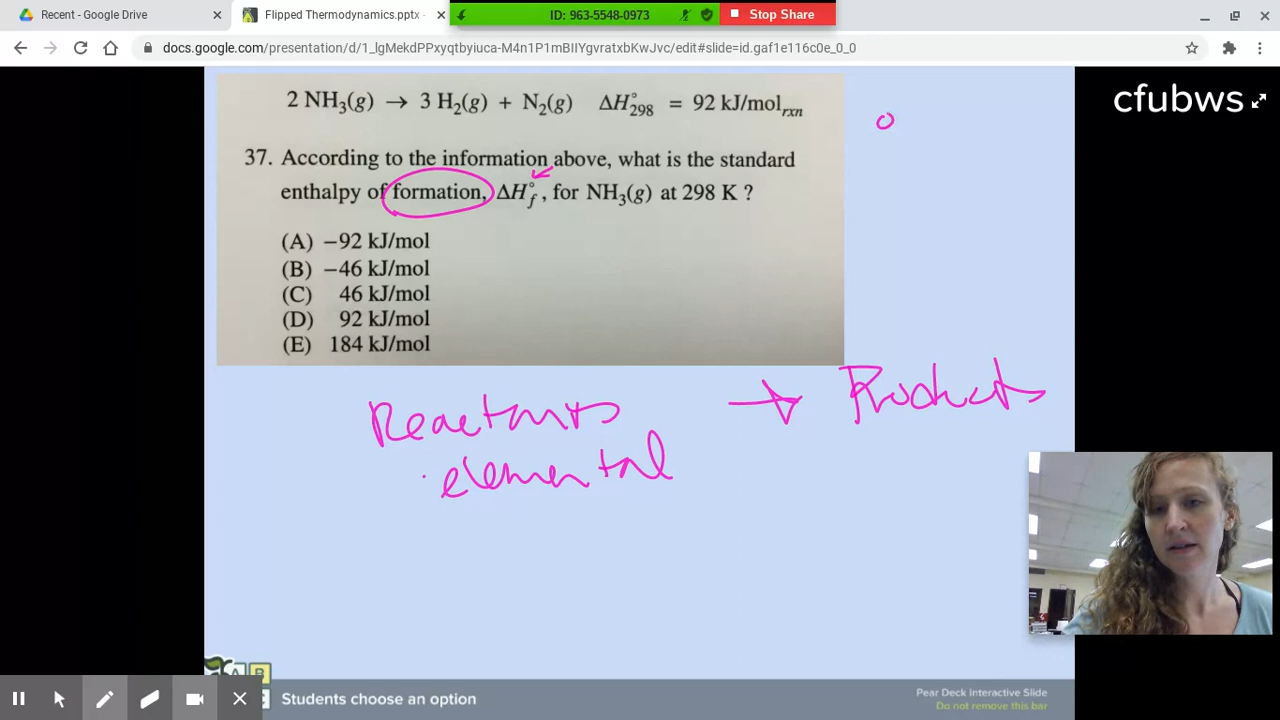 Recent - Google Drive
Flipped Thermodynamics.pptx -
ID: 963-5548-0973
Stop Share
docs.google.com/presentation/d/1_lgMekdPPxyqtbyiuca-M4n1P1mBIIYgvratxbKwJvc/edit#slide=id.gaf1e116c0e_0_0
cfubws
2 NH₃(g) → 3 H₂(g) + N₂(g) ΔH°₂₉₈ = 92 kJ/molᵣₓₙ
37. According to the information above, what is the standard
enthalpy of formation, ΔH°f, for NH₃(g) at 298 K ?
(A) −92 kJ/mol
(B) −46 kJ/mol
(C) 46 kJ/mol
(D) 92 kJ/mol
(E) 184 kJ/mol
Reactants → Products
elemental
Students choose an option
Pear Deck Interactive Slide
Do not remove this bar